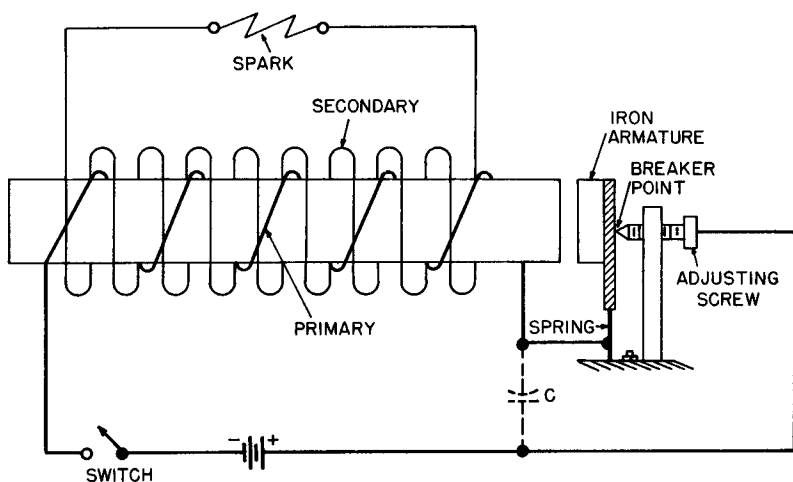 SPARK
SECONDARY
IRON
ARMATURE
BREAKER
POINT
ADJUSTING
SCREW
PRIMARY
SPRING
C
- +
SWITCH